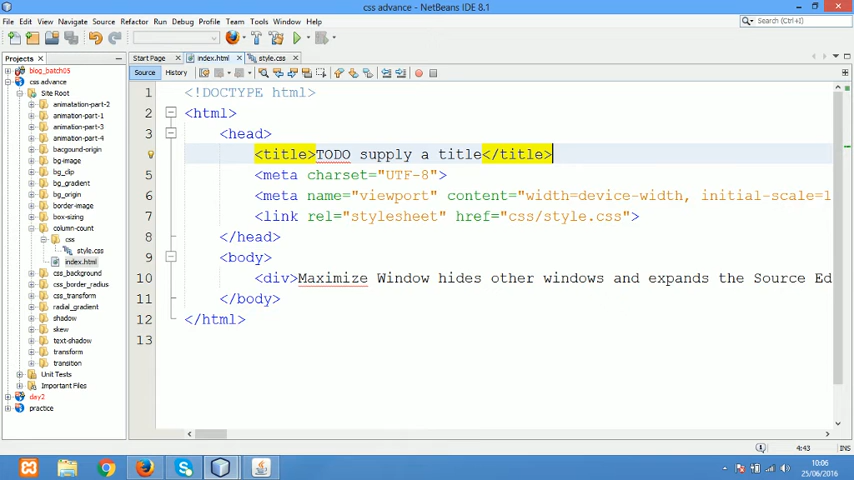 css advance - NetBeans IDE 8.1
File Edit View Navigate Source Refactor Run Debug Profile Team Tools Window Help
Search (Ctrl+I)
Projects
Start Page
index.html
style.css
Source History
blog_batch05
css advance
Site Root
animatation-part-2
animation-part-1
animation-part-3
animation-part-4
bacgound-origin
bg-image
bg_clip
bg_gradient
bg_origin
border-image
box-sizing
column-count
css
style.css
index.html
css_background
css_border_radius
css_transform
radial_gradient
shadow
skew
text-shadow
transform
transition
Unit Tests
Important Files
day2
practice
1 <!DOCTYPE html>
2 <html>
3 <head>
<title>TODO supply a title</title>
5 <meta charset="UTF-8">
6 <meta name="viewport" content="width=device-width, initial-scale=1
7 <link rel="stylesheet" href="css/style.css">
8 </head>
9 <body>
10 <div>Maximize Window hides other windows and expands the Source Ed
11 </body>
12 </html>
13
4:43 INS
10:06
25/06/2016